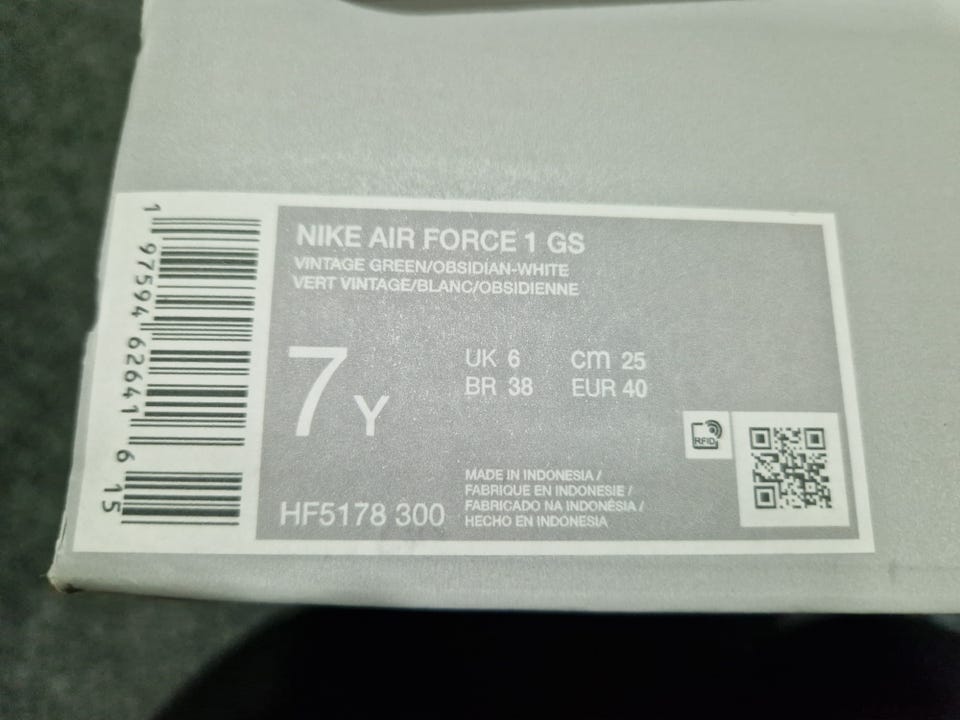 1 97594 62641 6 15
NIKE AIR FORCE 1 GS
VINTAGE GREEN/OBSIDIAN-WHITE
VERT VINTAGE/BLANC/OBSIDIENNE
7 Y
UK 6 cm 25
BR 38 EUR 40
RFID
MADE IN INDONESIA /
FABRIQUE EN INDONESIE /
FABRICADO NA INDONÉSIA /
HECHO EN INDONESIA
HF5178 300